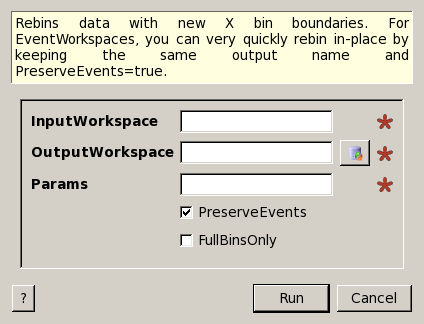 Rebins data with new X bin boundaries. For
EventWorkspaces, you can very quickly rebin in-place by
keeping the same output name and
PreserveEvents=true.
InputWorkspace
OutputWorkspace
Params
PreserveEvents
FullBinsOnly
? Run Cancel